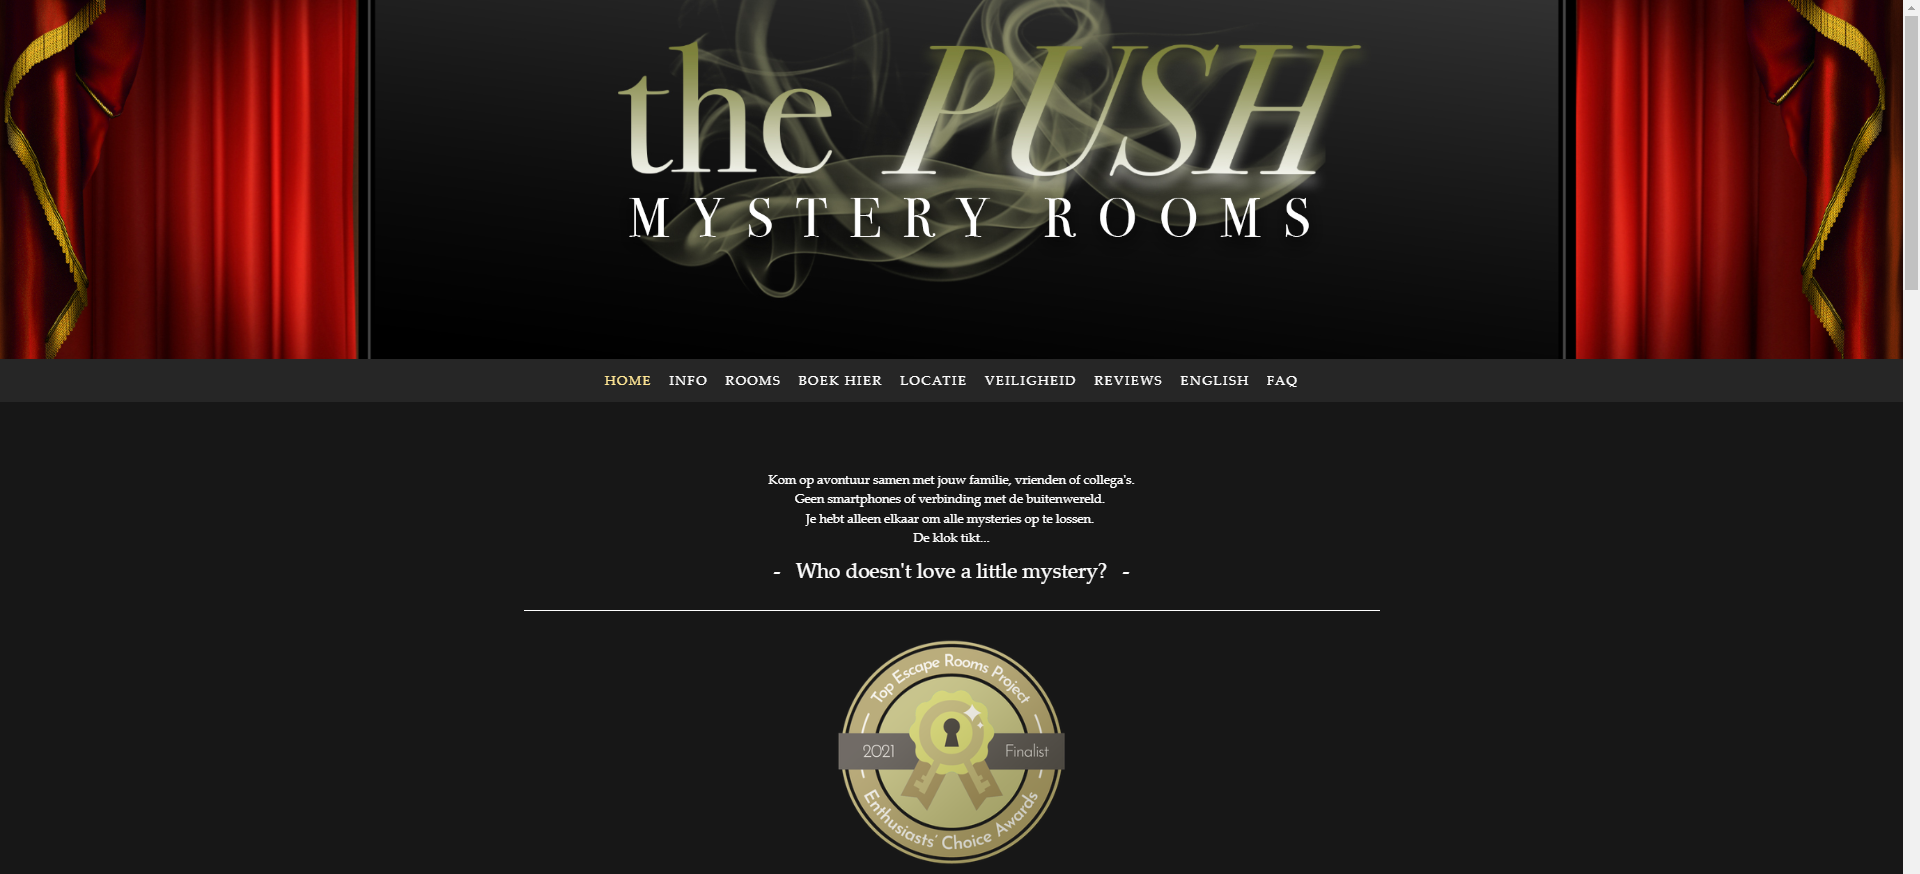 the PUSH
MYSTERY ROOMS
HOME INFO ROOMS BOEK HIER LOCATIE VEILIGHEID REVIEWS ENGLISH FAQ
Kom op avontuur samen met jouw familie, vrienden of collega's.
Geen smartphones of verbinding met de buitenwereld.
Je hebt alleen elkaar om alle mysteries op te lossen.
De klok tikt...
- Who doesn't love a little mystery? -
Top Escape Rooms Project
2021 Finalist
Enthusiasts' Choice Awards